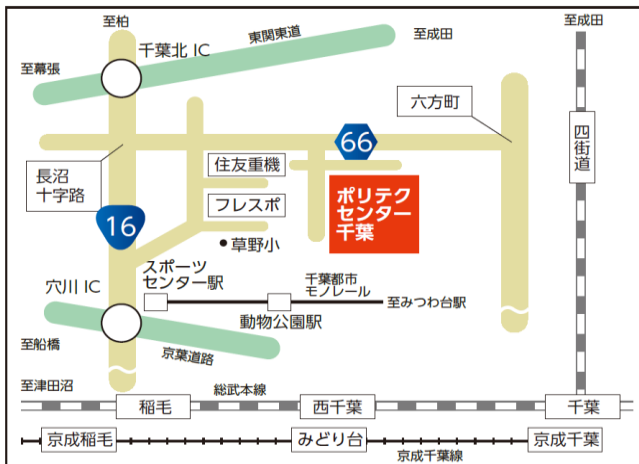 至柏
千葉北 IC
東関東道
至成田
至成田
至幕張
六方町
66
四街道
長沼
十字路
住友重機
ポリテク
センター
千葉
フレスポ
16
草野小
スポーツ
センター駅
千葉都市
モノレール
穴川 IC
至みつわ台駅
動物公園駅
至船橋
京葉道路
至津田沼
総武本線
稲毛
西千葉
千葉
京成稲毛
みどり台
京成千葉
京成千葉線